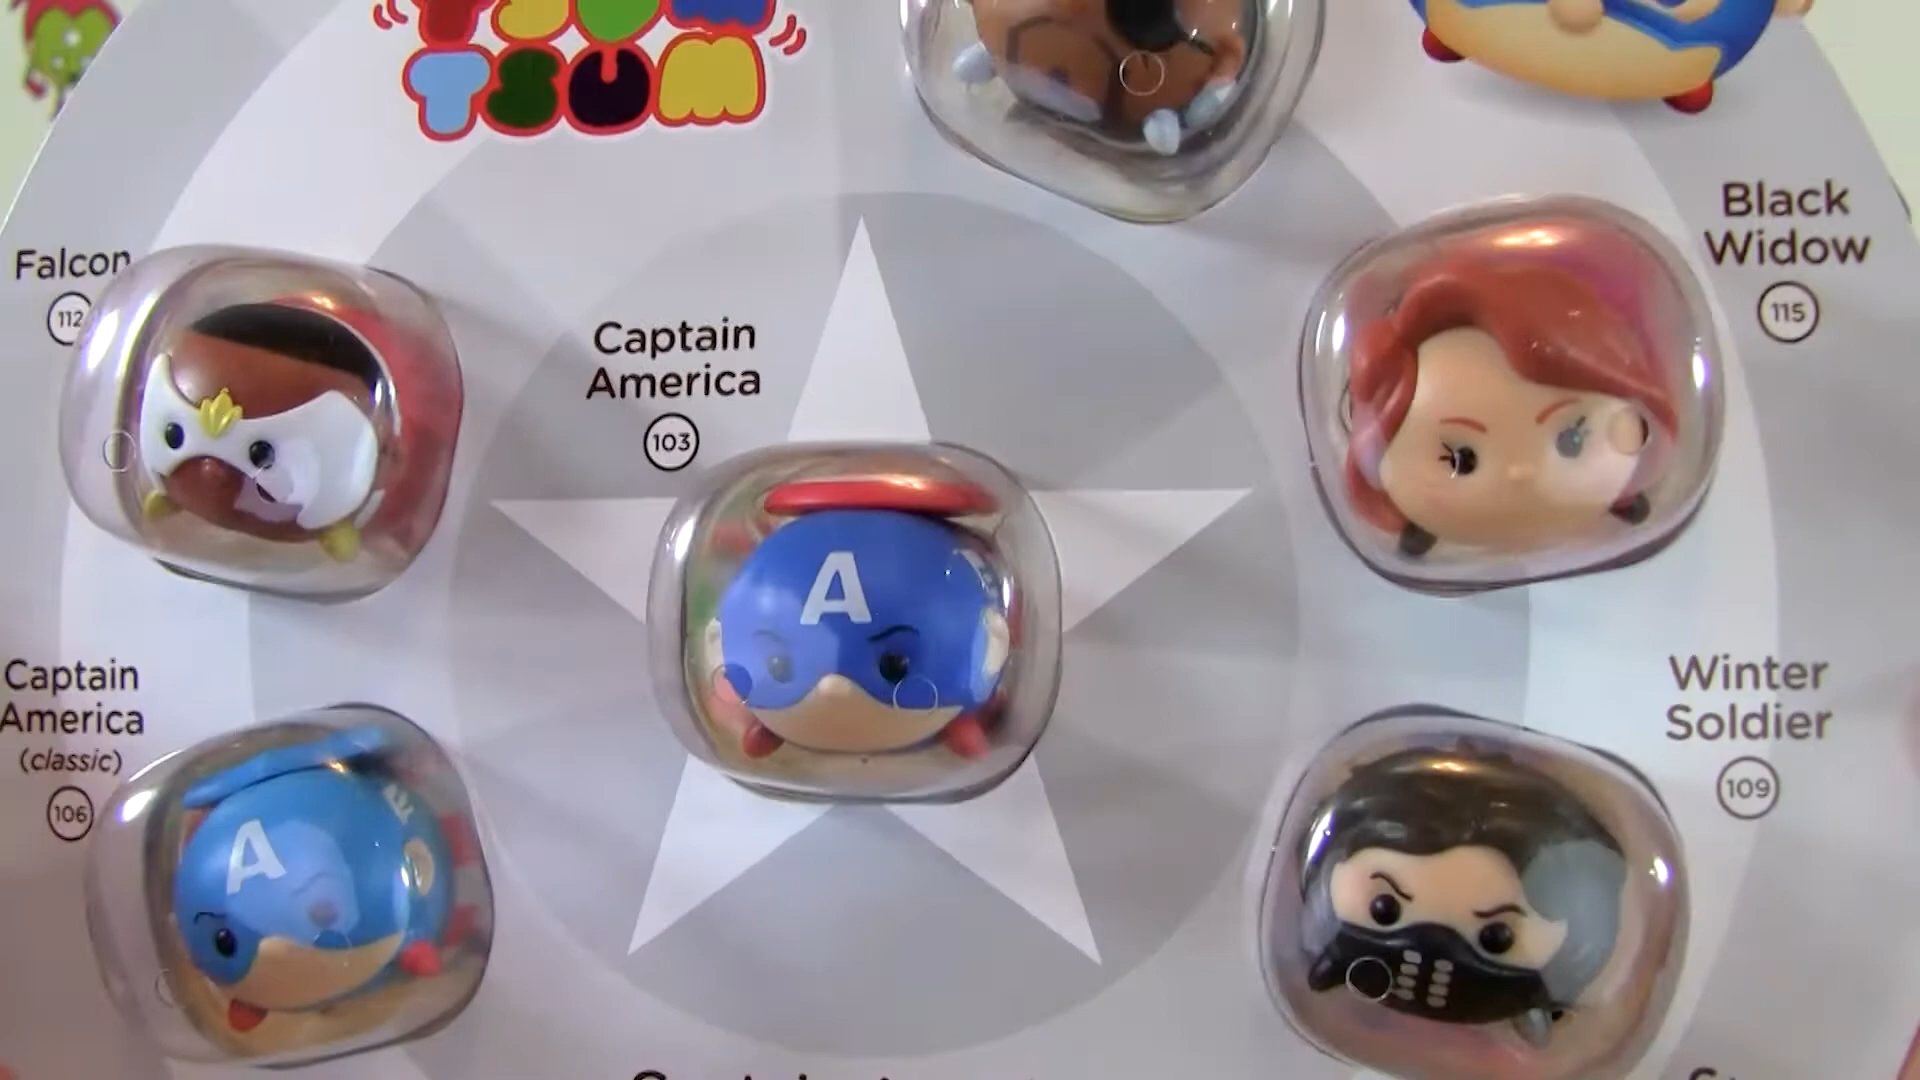 TSUM
TSUM
Black
Widow
115
Falcon
112
Captain
America
103
A
Captain
America
(classic)
106
A
Winter
Soldier
109